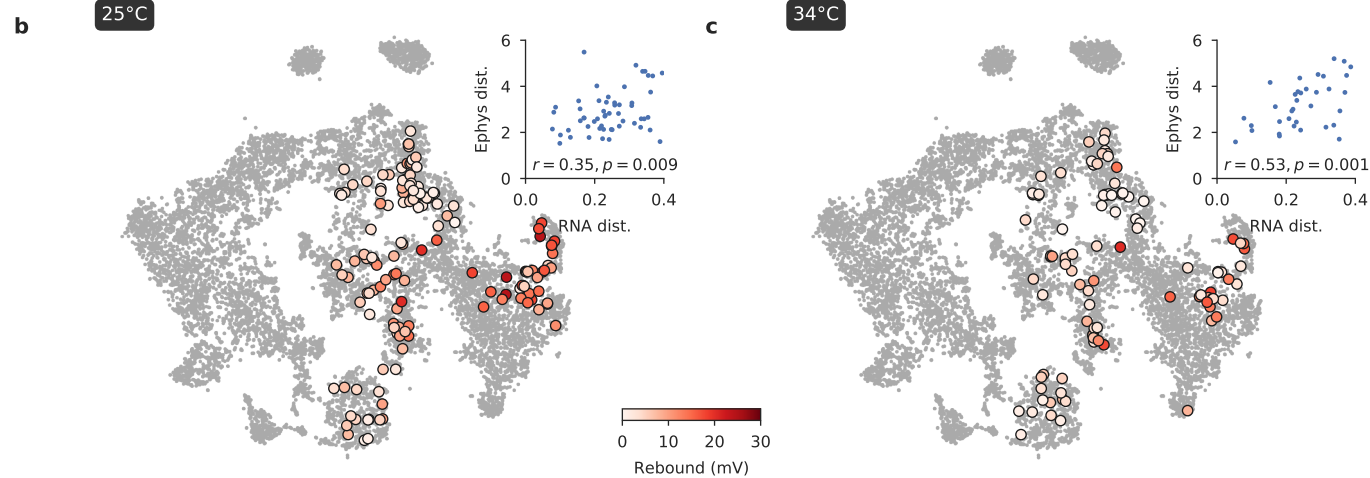 b
25°C
Ephys dist.
6
4
2
0
r = 0.35, p = 0.009
0.0
0.2
0.4
RNA dist.
0
10
20
30
Rebound (mV)
c
34°C
Ephys dist.
6
4
2
0
r = 0.53, p = 0.001
0.0
0.2
0.4
RNA dist.